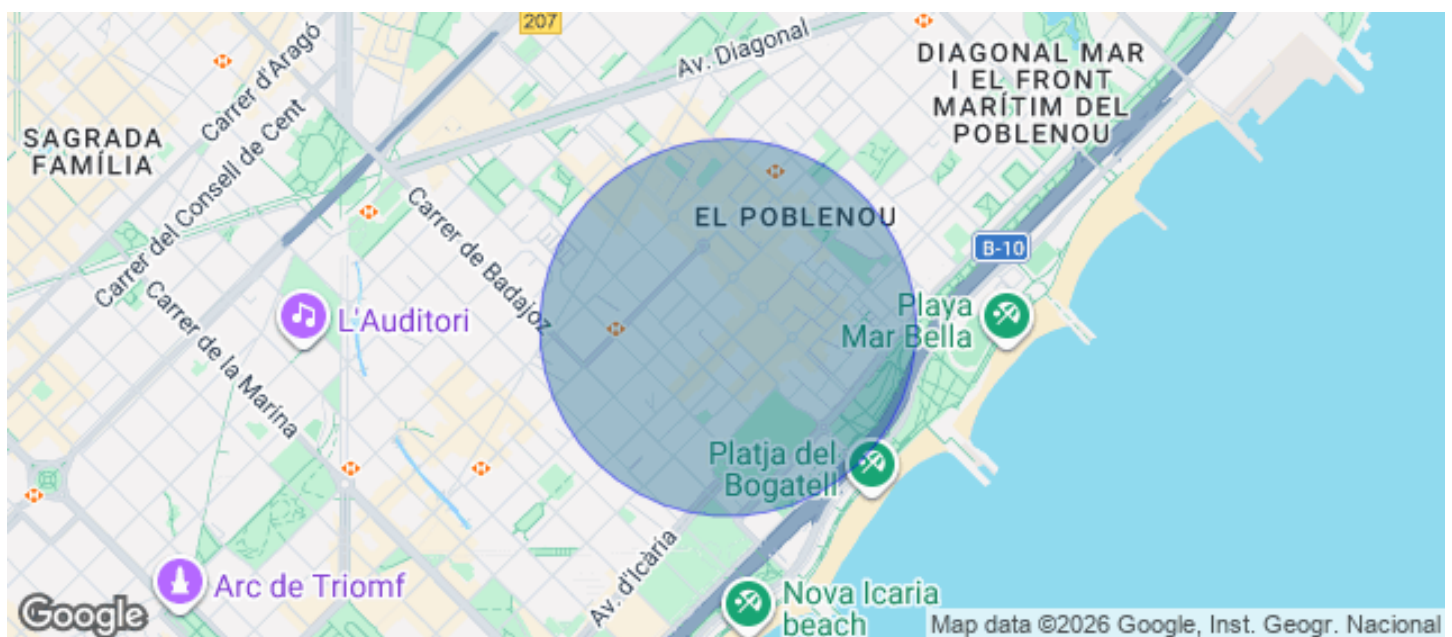 207
Av. Diagonal
Carrer d'Aragó
DIAGONAL MAR
I EL FRONT
MARÍTIM DEL
POBLENOU
SAGRADA
FAMÍLIA
Carrer del Consell de Cent
Carrer de Badajoz
EL POBLENOU
B-10
L'Auditori
Carrer de la Marina
Playa
Mar Bella
Platja del
Bogatell
Av. d'Icària
Arc de Triomf
Nova Icaria
beach
Google
Map data ©2026 Google, Inst. Geogr. Nacional